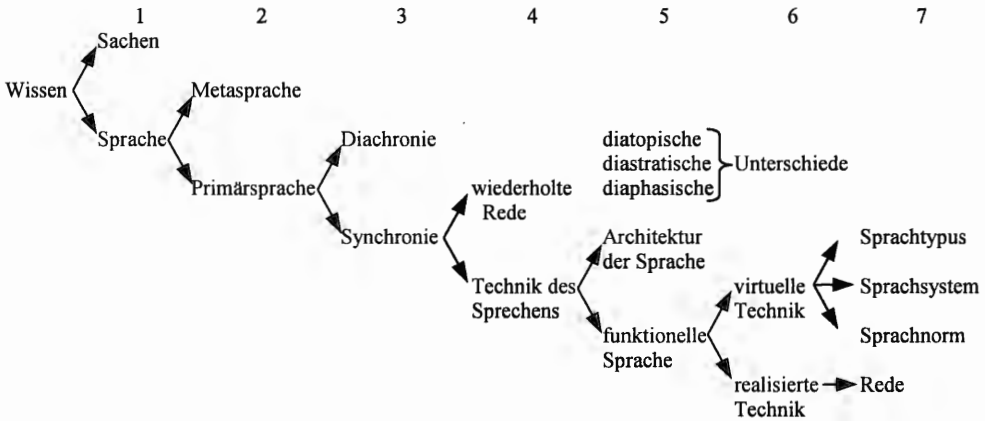 1 2 3 4 5 6 7
Sachen
Wissen Metasprache
Sprache Diachronie diatopische
diastratische Unterschiede
Primärsprache wiederholte diaphasische
Rede
Synchronie Architektur Sprachtypus
der Sprache
Technik des virtuelle Sprachsystem
Sprechens Technik
funktionelle Sprachnorm
Sprache
realisierte Rede
Technik